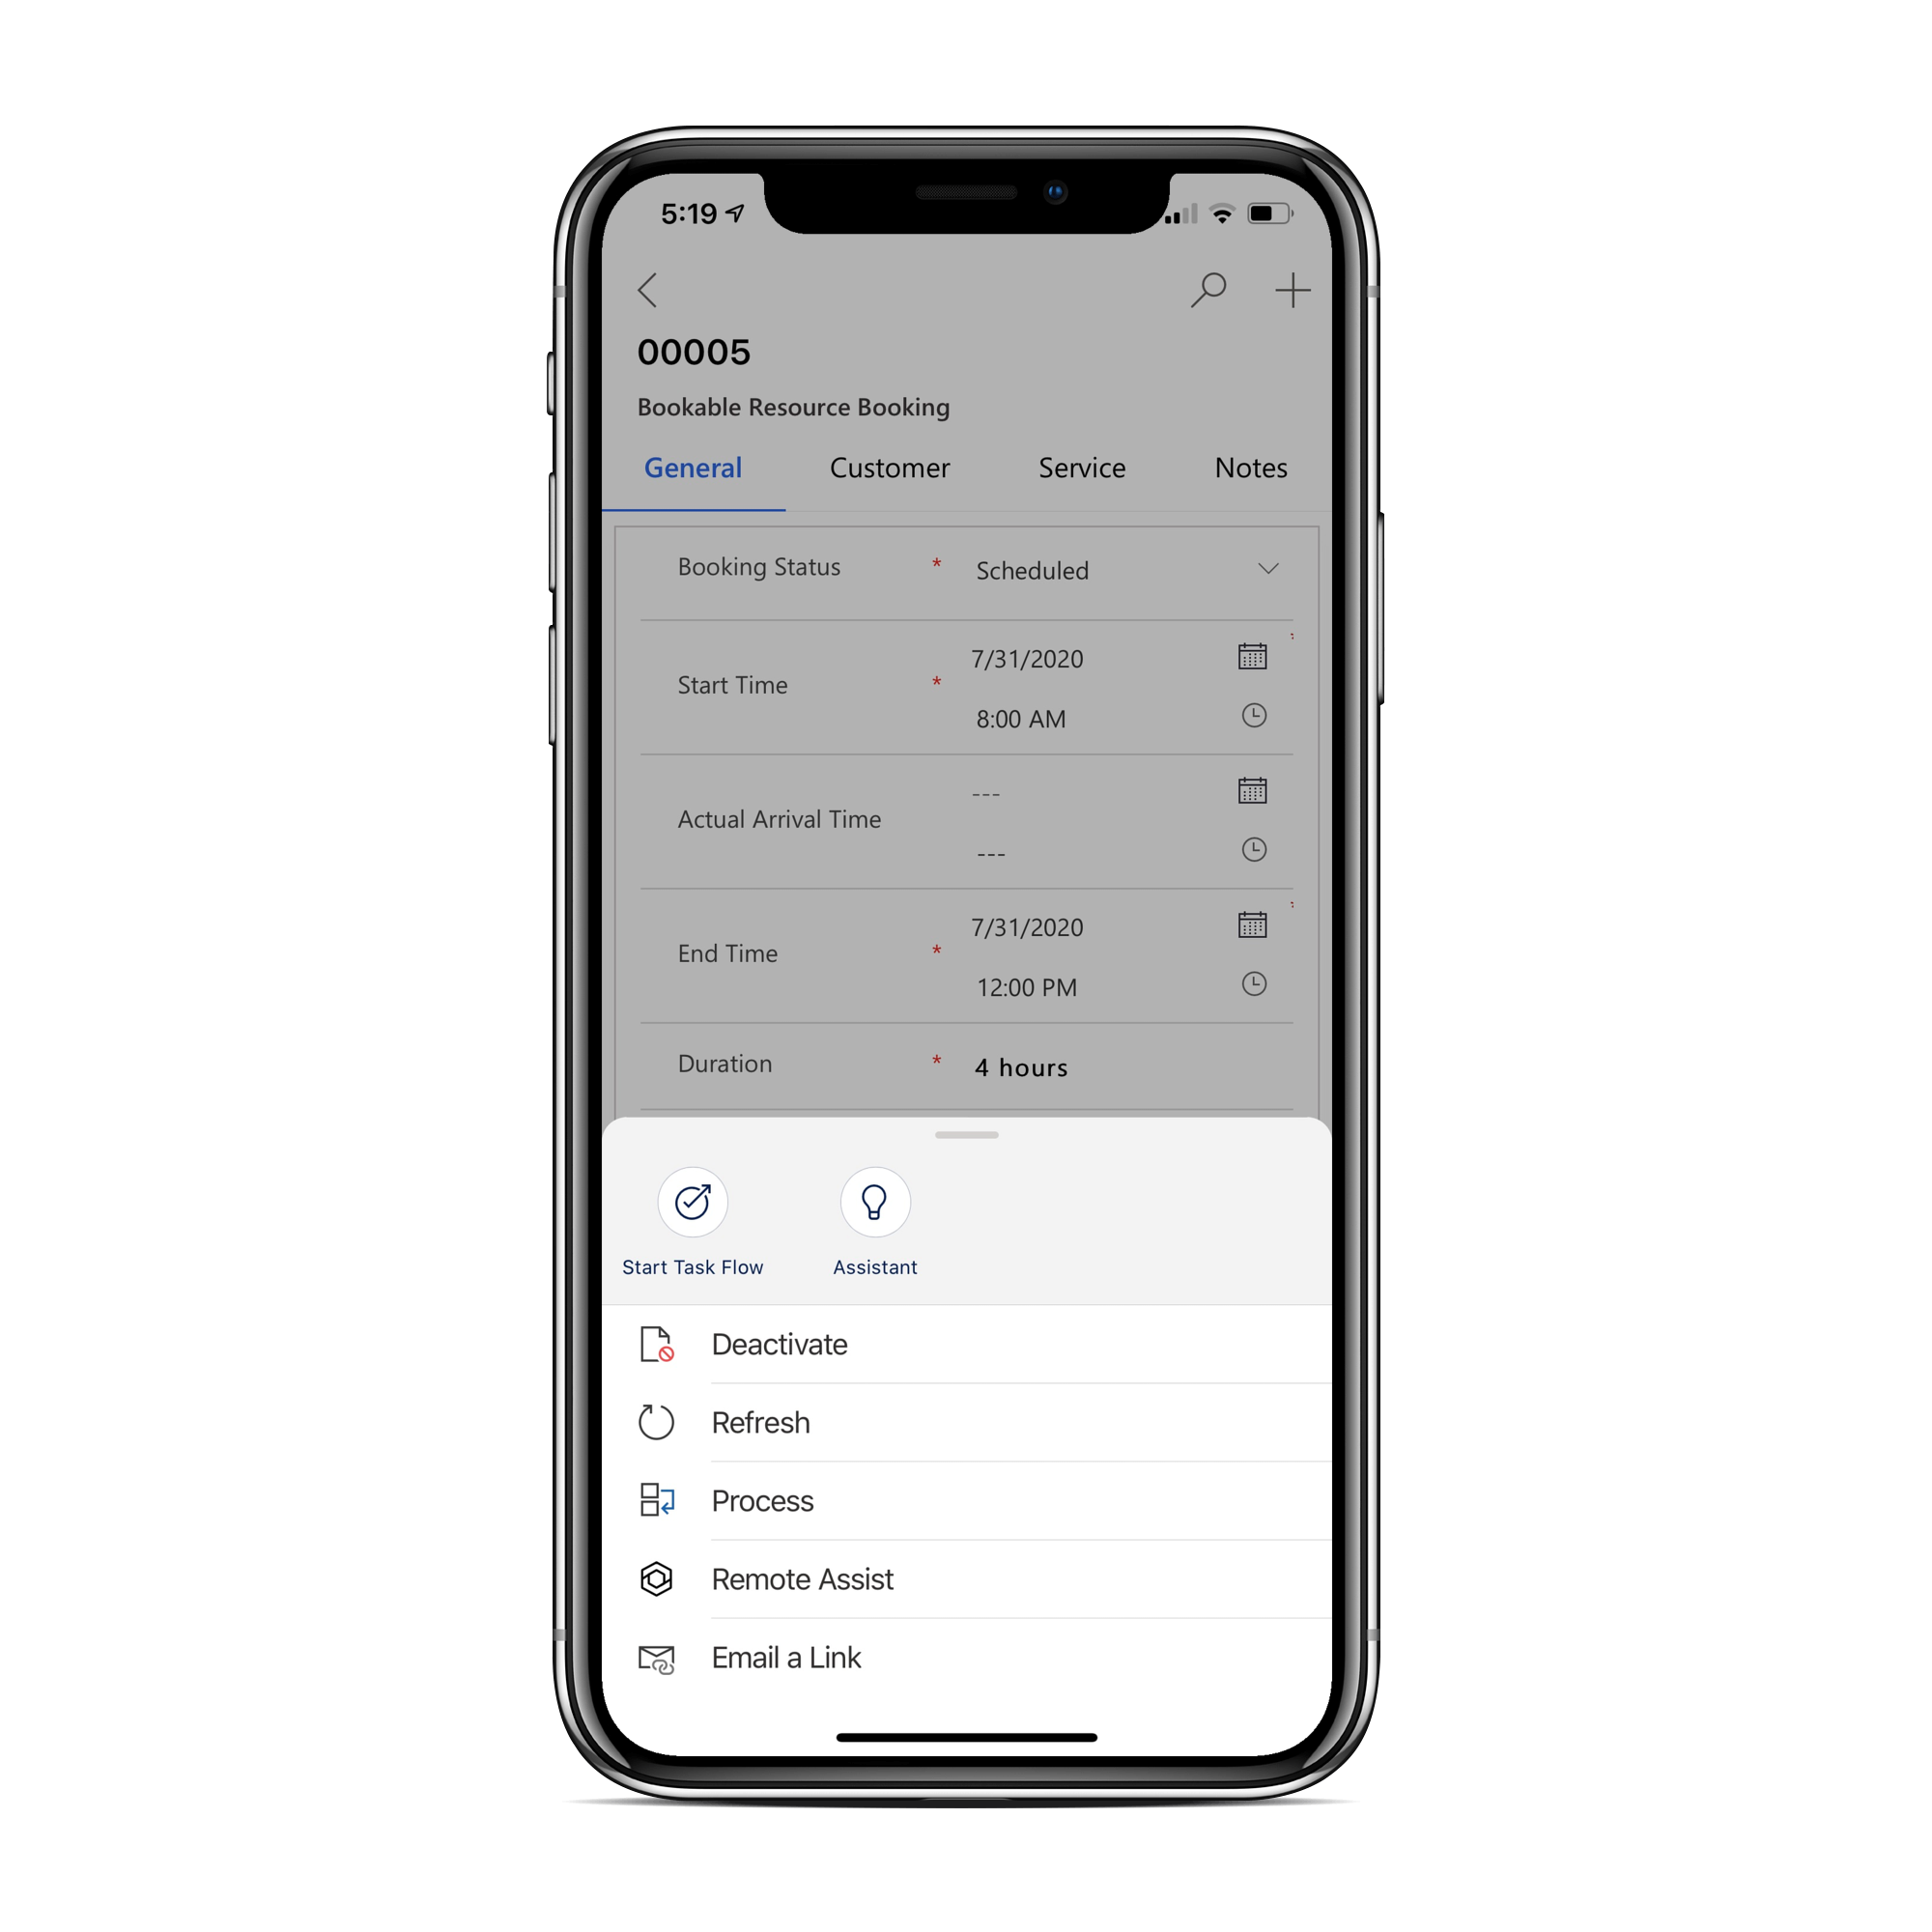 5:19
00005
Bookable Resource Booking
General Customer Service Notes
Booking Status * Scheduled
7/31/2020
Start Time *
8:00 AM
---
Actual Arrival Time
---
7/31/2020
End Time *
12:00 PM
Duration * 4 hours
Start Task Flow Assistant
Deactivate
Refresh
Process
Remote Assist
Email a Link